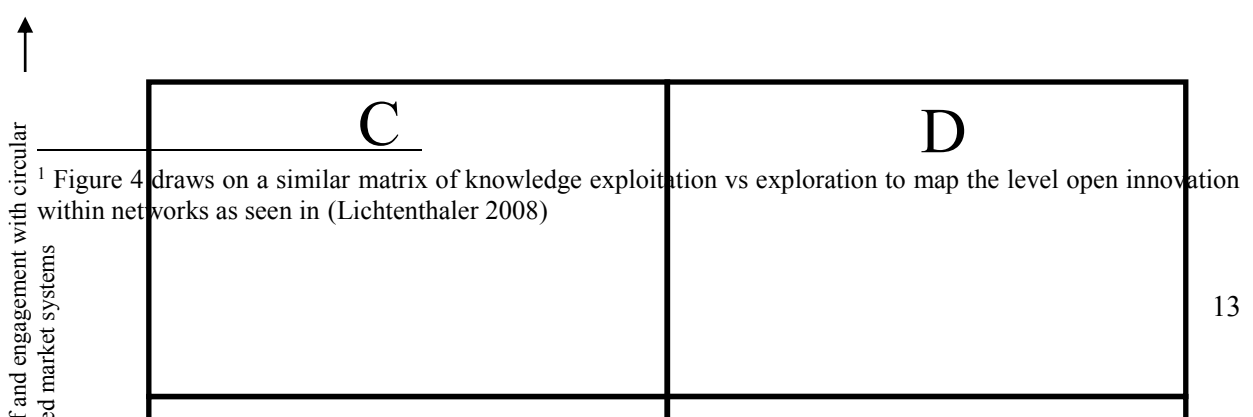 C
D
¹ Figure 4 draws on a similar matrix of knowledge exploitation vs exploration to map the level open innovation
within networks as seen in (Lichtenthaler 2008)
and engagement with circular
market systems
13